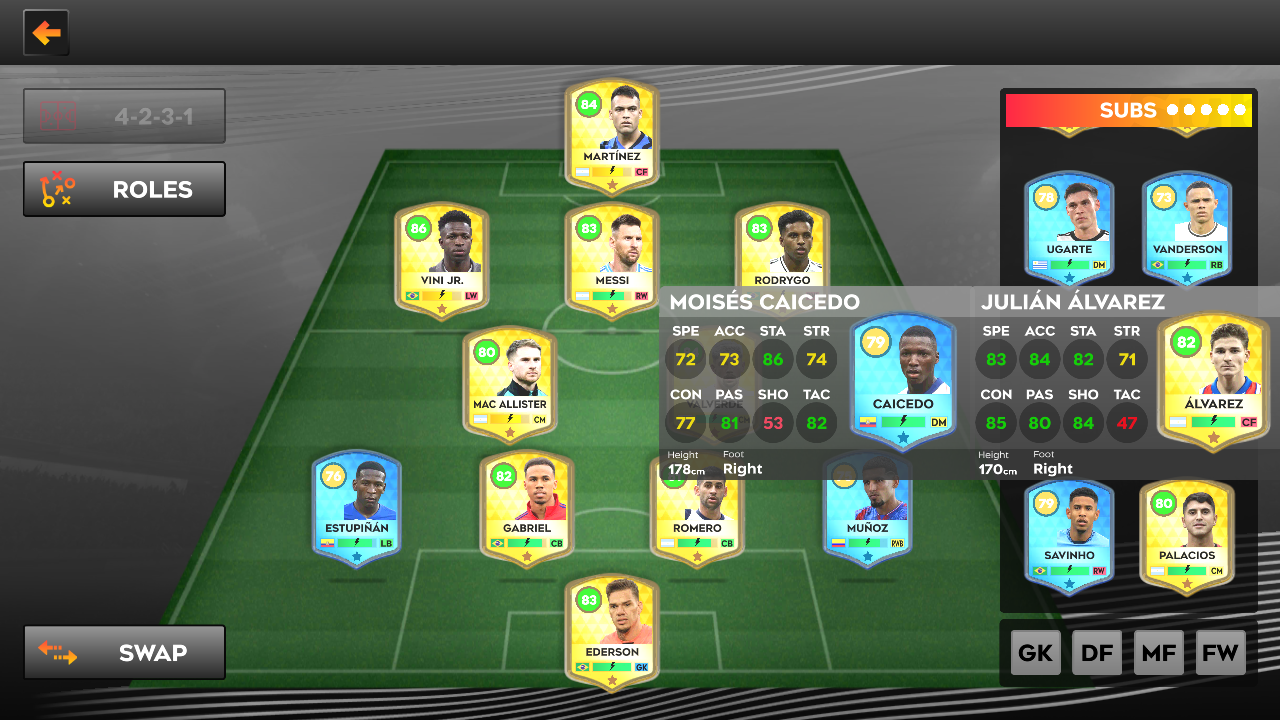 4-2-3-1
ROLES
SUBS
84
MARTÍNEZ
CF
86
VINI JR.
LW
83
MESSI
RW
83
RODRYGO
78
UGARTE
DM
73
VANDERSON
RB
MOISÉS CAICEDO
SPE ACC STA STR
72 73 86 74
CON PAS SHO TAC
77 81 53 82
Height Foot
178cm Right
79
CAICEDO
DM
JULIÁN ÁLVAREZ
SPE ACC STA STR
83 84 82 71
CON PAS SHO TAC
85 80 84 47
Height Foot
170cm Right
82
ÁLVAREZ
CF
80
MAC ALLISTER
CM
VALVERDE
76
ESTUPIÑÁN
LB
82
GABRIEL
CB
ROMERO
CB
MUÑOZ
RWB
79
SAVINHO
RW
80
PALACIOS
CM
83
EDERSON
GK
SWAP
GK DF MF FW